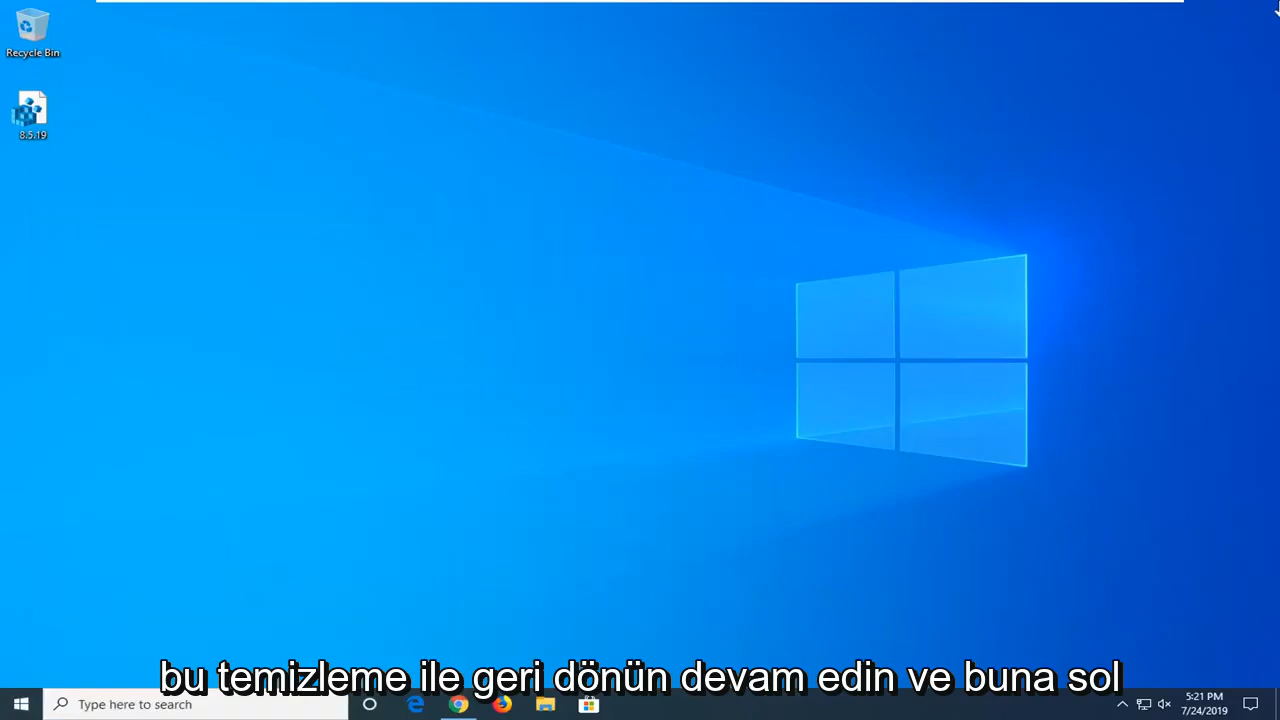 Recycle Bin
8.5.19
bu temizleme ile geri dönün devam edin ve buna sol
Type here to search
5:21 PM
7/24/2019